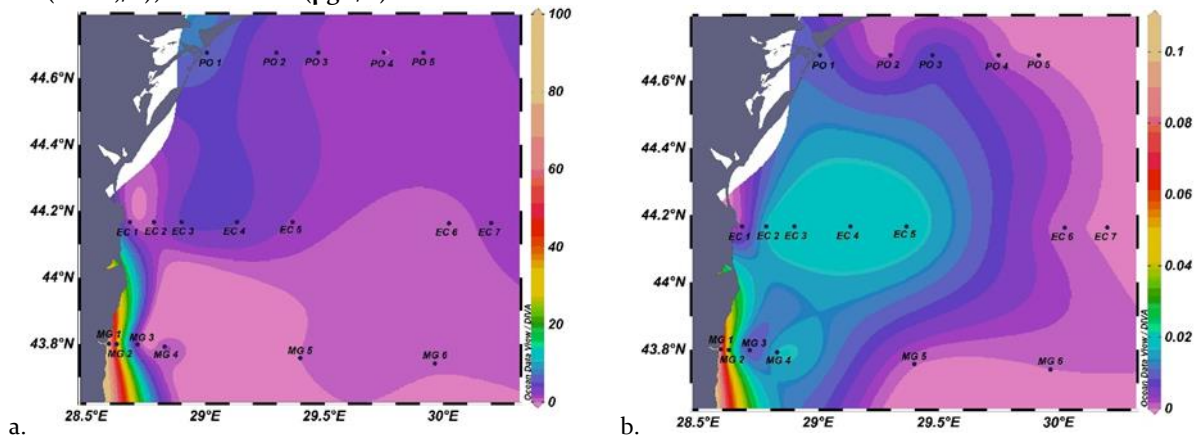 100
0.1
PO 1 PO 2 PO 3 PO 4 PO 5
PO 1 PO 2 PO 3 PO 4 PO 5
44.6°N
44.6°N
80
0.08
44.4°N
44.4°N
60
0.06
44.2°N
44.2°N
EC 1 EC 2 EC 3 EC 4 EC 5 EC 6 EC 7
EC 1 EC 2 EC 3 EC 4 EC 5 EC 6 EC 7
40
0.04
44°N
44°N
20
0.02
43.8°N
43.8°N
MG 1 MG 2 MG 3 MG 4 MG 5 MG 6
MG 1 MG 2 MG 3 MG 4 MG 5 MG 6
Ocean Data View / DIVA
Ocean Data View / DIVA
0
0
28.5°E 29°E 29.5°E 30°E
28.5°E 29°E 29.5°E 30°E
a.
b.